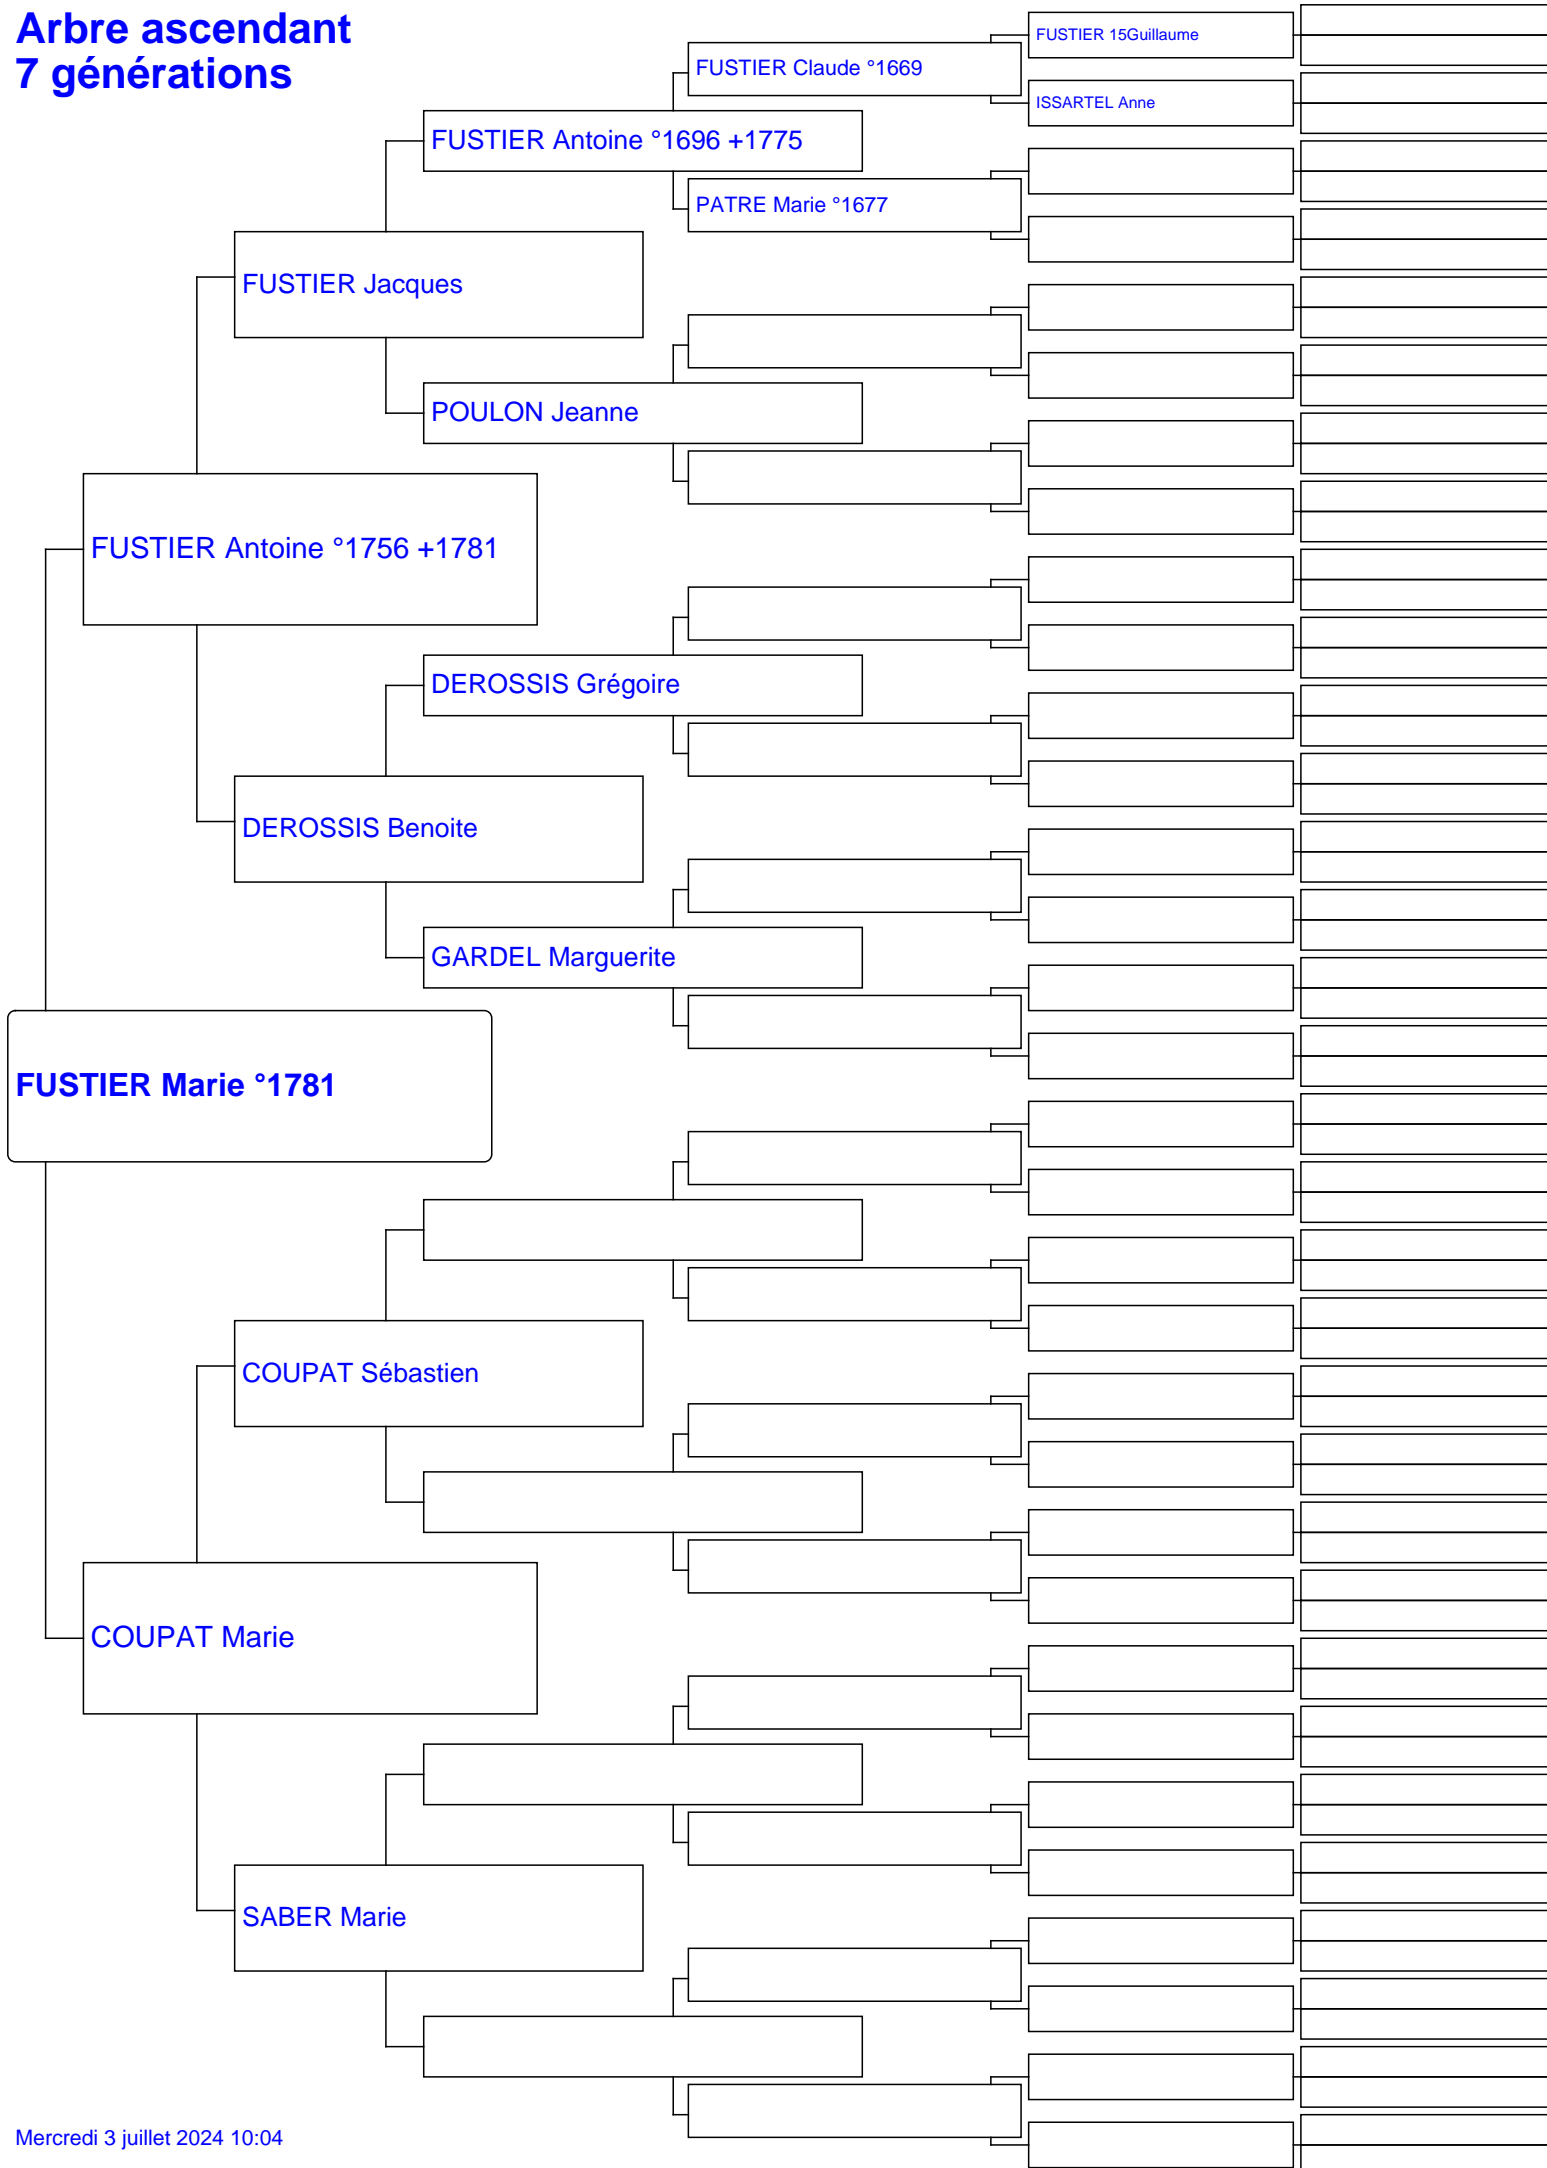 Arbre ascendant
7 générations
FUSTIER 15Guillaume
FUSTIER Claude °1669
ISSARTEL Anne
FUSTIER Antoine °1696 +1775
PATRE Marie °1677
FUSTIER Jacques
POULON Jeanne
FUSTIER Antoine °1756 +1781
DEROSSIS Grégoire
DEROSSIS Benoite
GARDEL Marguerite
FUSTIER Marie °1781
COUPAT Sébastien
COUPAT Marie
SABER Marie
Mercredi 3 juillet 2024 10:04